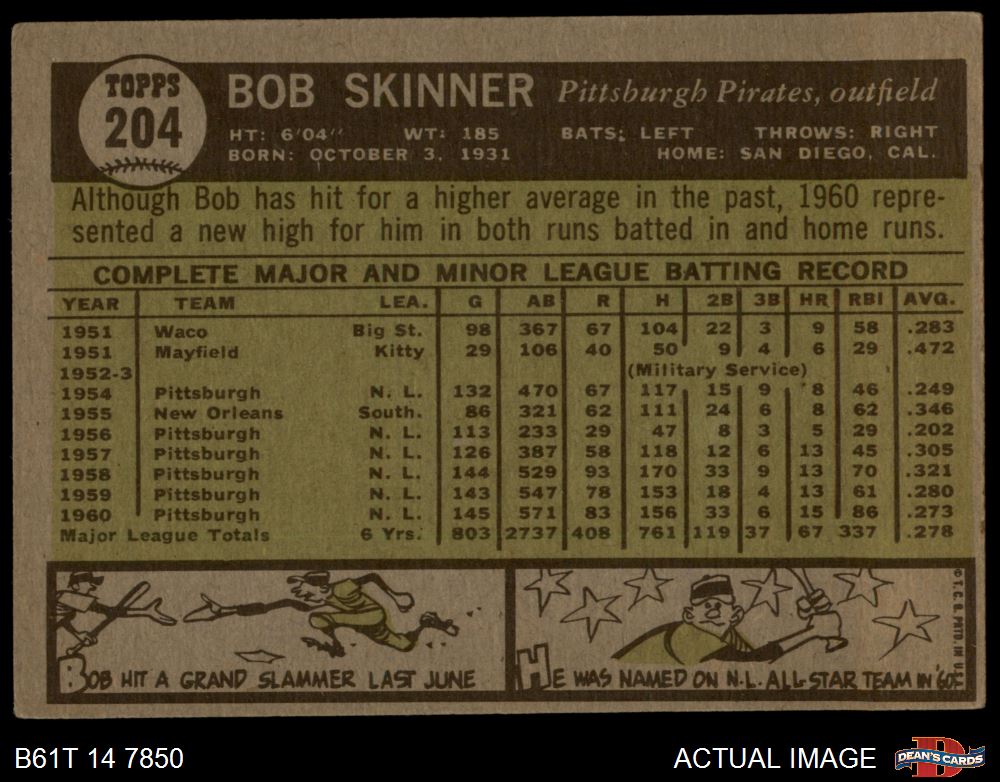 TOPPS
204
BOB SKINNER Pittsburgh Pirates, outfield
HT: 6'04" WT: 185 BATS: LEFT THROWS: RIGHT
BORN: OCTOBER 3, 1931 HOME: SAN DIEGO, CAL.
Although Bob has hit for a higher average in the past, 1960 repre-
sented a new high for him in both runs batted in and home runs.
COMPLETE MAJOR AND MINOR LEAGUE BATTING RECORD
YEAR TEAM LEA. G AB R H 2B 3B HR RBI AVG.
1951 Waco Big St. 98 367 67 104 22 3 9 58 .283
1951 Mayfield Kitty 29 106 40 50 9 4 6 29 .472
1952-3 (Military Service)
1954 Pittsburgh N. L. 132 470 67 117 15 9 8 46 .249
1955 New Orleans South. 86 321 62 111 24 6 8 62 .346
1956 Pittsburgh N. L. 113 233 29 47 8 3 5 29 .202
1957 Pittsburgh N. L. 126 387 58 118 12 6 13 45 .305
1958 Pittsburgh N. L. 144 529 93 170 33 9 13 70 .321
1959 Pittsburgh N. L. 143 547 78 153 18 4 13 61 .280
1960 Pittsburgh N. L. 145 571 83 156 33 6 15 86 .273
Major League Totals 6 Yrs. 803 2737 408 761 119 37 67 337 .278
BOB HIT A GRAND SLAMMER LAST JUNE
HE WAS NAMED ON N.L. ALL-STAR TEAM IN '60!
© T. C. G. PRTD. IN U.S.A.
B61T 14 7850
ACTUAL IMAGE
D
DEAN'S CARDS